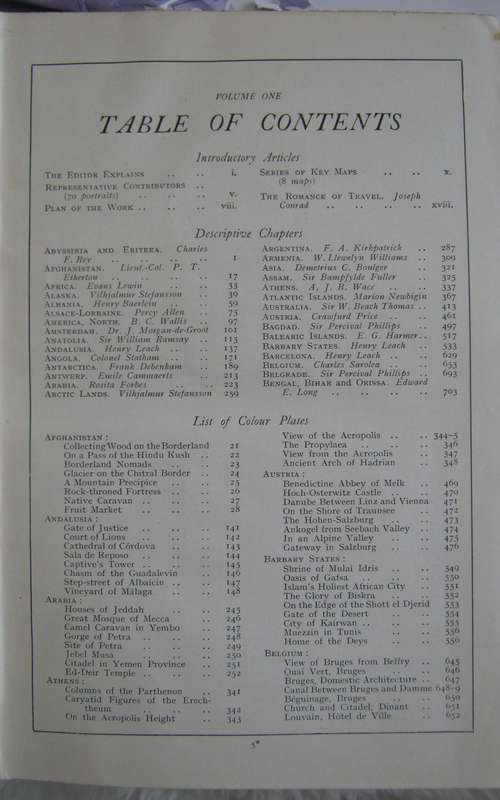 VOLUME ONE
TABLE OF CONTENTS
Introductory Articles
THE EDITOR EXPLAINS .. .. i.
REPRESENTATIVE CONTRIBUTORS ..
(70 portraits) .. .. .. v.
PLAN OF THE WORK .. .. .. viii.
SERIES OF KEY MAPS .. .. x.
(8 maps)
THE ROMANCE OF TRAVEL. Joseph
Conrad .. .. .. .. xviii.
Descriptive Chapters
ABYSSINIA AND ERITREA. Charles
F. Rey .. .. .. .. .. 1
AFGHANISTAN. Lieut.-Col. P. T.
Etherton .. .. .. .. 17
AFRICA. Evans Lewin .. .. 33
ALASKA. Vilhjalmur Stefansson .. 39
ALBANIA. Henry Baerlein .. .. 59
ALSACE-LORRAINE. Percy Allen .. 75
AMERICA, NORTH. B. C. Wallis .. 97
AMSTERDAM. Dr. J. Morgan-de-Groot 101
ANATOLIA. Sir William Ramsay .. 115
ANDALUSIA. Henry Leach .. .. 137
ANGOLA. Colonel Statham .. .. 171
ANTARCTICA. Frank Debenham .. 189
ANTWERP. Emile Cammaerts .. 213
ARABIA. Rosita Forbes .. .. 223
ARCTIC LANDS. Vilhjalmur Stefansson 259
ARGENTINA. F. A. Kirkpatrick .. 287
ARMENIA. W. Llewelyn Williams .. 309
ASIA. Demetrius C. Boulger .. 321
ASSAM. Sir Bampfylde Fuller .. 325
ATHENS. A. J. B. Wace .. .. 337
ATLANTIC ISLANDS. Marion Newbigin 367
AUSTRALIA. Sir W. Beach Thomas .. 413
AUSTRIA. Crawfurd Price .. .. 461
BAGDAD. Sir Percival Phillips .. 497
BALEARIC ISLANDS. E. G. Harmer .. 517
BARBARY STATES. Henry Leach .. 533
BARCELONA. Henry Leach .. .. 629
BELGIUM. Charles Sarolea .. .. 653
BELGRADE. Sir Percival Phillips .. 693
BENGAL, BIHAR AND ORISSA. Edward
E. Long .. .. .. .. 703
List of Colour Plates
AFGHANISTAN :
Collecting Wood on the Borderland 21
On a Pass of the Hindu Kush .. 22
Borderland Nomads .. .. 23
Glacier on the Chitral Border .. 24
A Mountain Precipice .. .. 25
Rock-throned Fortress .. .. 26
Native Caravan .. .. .. 27
Fruit Market .. .. .. 28
ANDALUSIA :
Gate of Justice .. .. .. 141
Court of Lions .. .. .. 142
Cathedral of Córdova .. .. 143
Sala de Reposo .. .. .. 144
Captive's Tower .. .. .. 145
Chasm of the Guadalevin .. 146
Step-street of Albaicin .. .. 147
Vineyard of Málaga .. .. 148
ARABIA :
Houses of Jeddah .. .. 245
Great Mosque of Mecca .. 246
Camel Caravan in Yembo .. 247
Gorge of Petra .. .. .. 248
Site of Petra .. .. .. 249
Jebel Musa .. .. .. 250
Citadel in Yemen Province .. 251
Ed-Deir Temple .. .. .. 252
ATHENS :
Columns of the Parthenon .. 341
Caryatid Figures of the Erech-
theum .. .. .. 342
On the Acropolis Height .. 343
View of the Acropolis .. .. 344-5
The Propylaea .. .. .. 346
View from the Acropolis .. 347
Ancient Arch of Hadrian .. 348
AUSTRIA :
Benedictine Abbey of Melk .. 469
Hoch-Osterwitz Castle .. .. 470
Danube Between Linz and Vienna 471
On the Shore of Traunsee .. 472
The Hohen-Salzburg .. .. 473
Ankogel from Seebach Valley .. 474
In an Alpine Valley .. .. 475
Gateway in Salzburg .. .. 476
BARBARY STATES :
Shrine of Mulai Idris .. .. 549
Oasis of Gafsa .. .. .. 550
Islam's Holiest African City .. 551
The Glory of Biskra .. .. 552
On the Edge of the Shott el Djerid 553
Gate of the Desert .. .. 554
City of Kairwan .. .. .. 555
Muezzin in Tunis .. .. 556
Home of the Deys .. .. 556
BELGIUM :
View of Bruges from Belfry .. 645
Quai Vert, Bruges .. .. 646
Bruges, Domestic Architecture .. 647
Canal Between Bruges and Damme 648-9
Béguinage, Bruges .. .. 650
Church and Citadel, Dinant .. 651
Louvain, Hôtel de Ville .. 652
5*